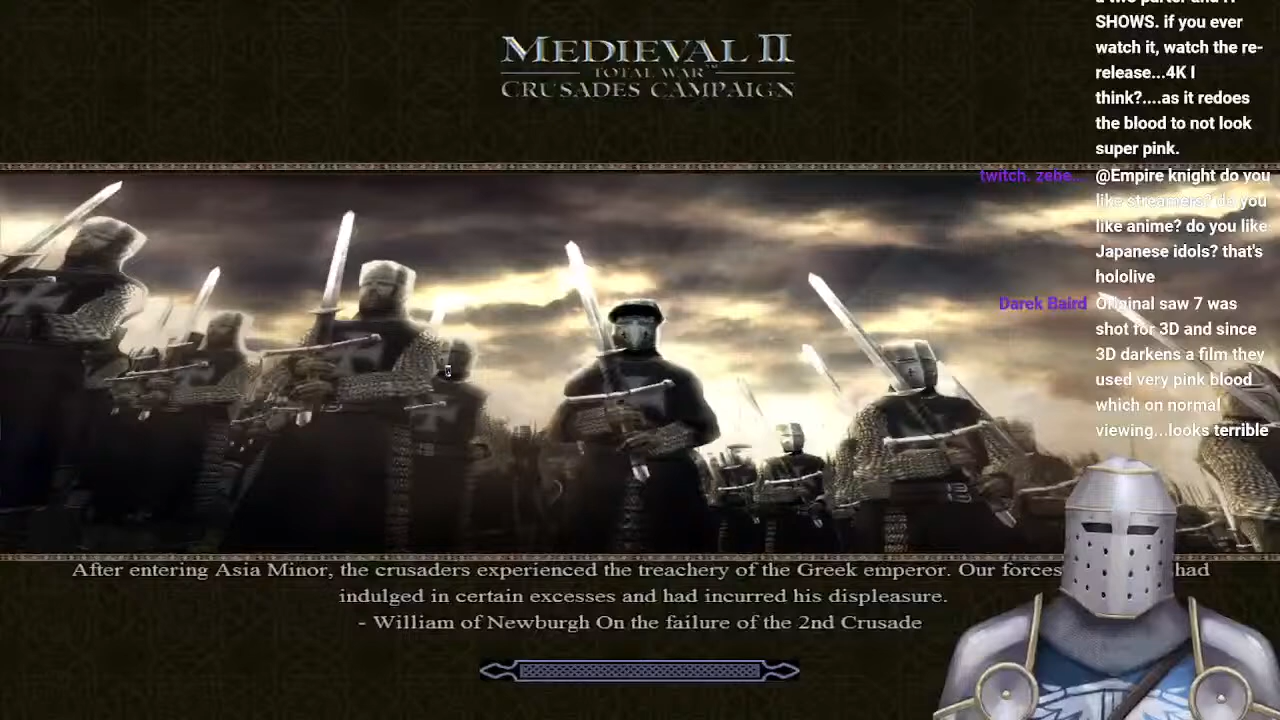 MEDIEVAL II
TOTAL WAR™
CRUSADES CAMPAIGN
SHOWS. if you ever
watch it, watch the re-
release...4K I
think?....as it redoes
the blood to not look
super pink.
twitch. zebe... @Empire knight do you
like streamers? do you
like anime? do you like
Japanese idols? that's
hololive
Darek Baird Original saw 7 was
shot for 3D and since
3D darkens a film they
used very pink blood
which on normal
viewing...looks terrible
After entering Asia Minor, the crusaders experienced the treachery of the Greek emperor. Our forces had
indulged in certain excesses and had incurred his displeasure.
- William of Newburgh On the failure of the 2nd Crusade